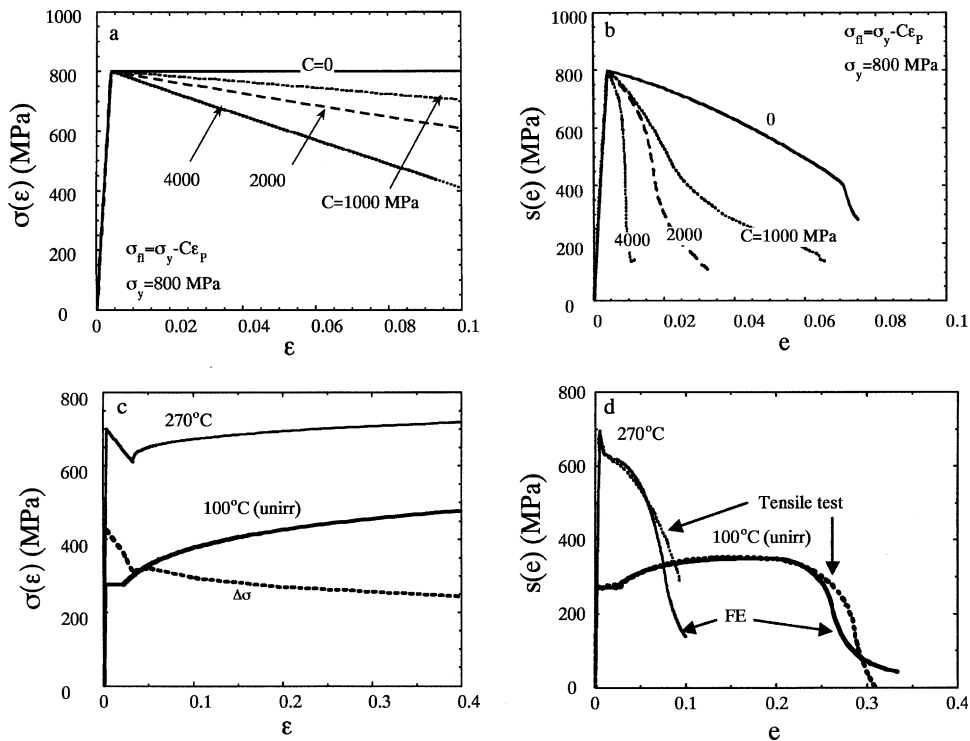 a
1000
800
600
400
200
0
σ(ε) (MPa)
C=0
4000
2000
C=1000 MPa
σfl=σy-CεP
σy=800 MPa
0 0.02 0.04 0.06 0.08 0.1
ε
b
1000
800
600
400
200
0
s(e) (MPa)
σfl=σy-CεP
σy=800 MPa
0
4000
2000
C=1000 MPa
0 0.02 0.04 0.06 0.08 0.1
e
c
800
600
400
200
0
σ(ε) (MPa)
270°C
100°C (unirr)
Δσ
0 0.1 0.2 0.3 0.4
ε
d
800
600
400
200
0
s(e) (MPa)
270°C
Tensile test
100°C (unirr)
FE
0 0.1 0.2 0.3 0.4
e